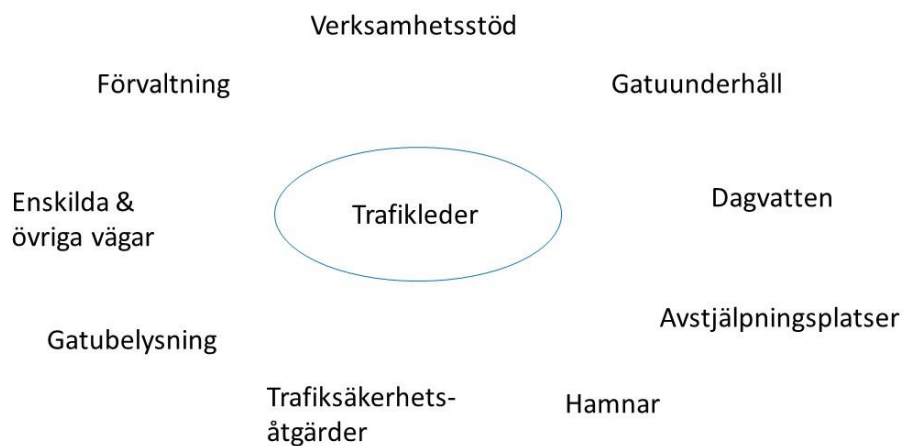 Verksamhetsstöd
Förvaltning
Gatuunderhåll
Enskilda &
övriga vägar
Trafikleder
Dagvatten
Avstjälpningsplatser
Gatubelysning
Trafiksäkerhets-
åtgärder
Hamnar